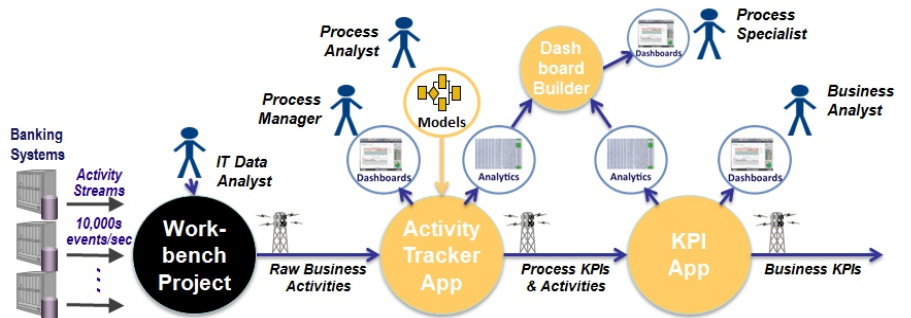 Process
Analyst
Process
Specialist
Dash
board
Builder
Dashboards
Process
Manager
Models
Business
Analyst
Banking
Systems
IT Data
Analyst
Dashboards
Analytics
Analytics
Dashboards
Activity
Streams
10,000s
events/sec
Work-
bench
Project
Raw Business
Activities
Activity
Tracker
App
Process KPIs
& Activities
KPI
App
Business KPIs